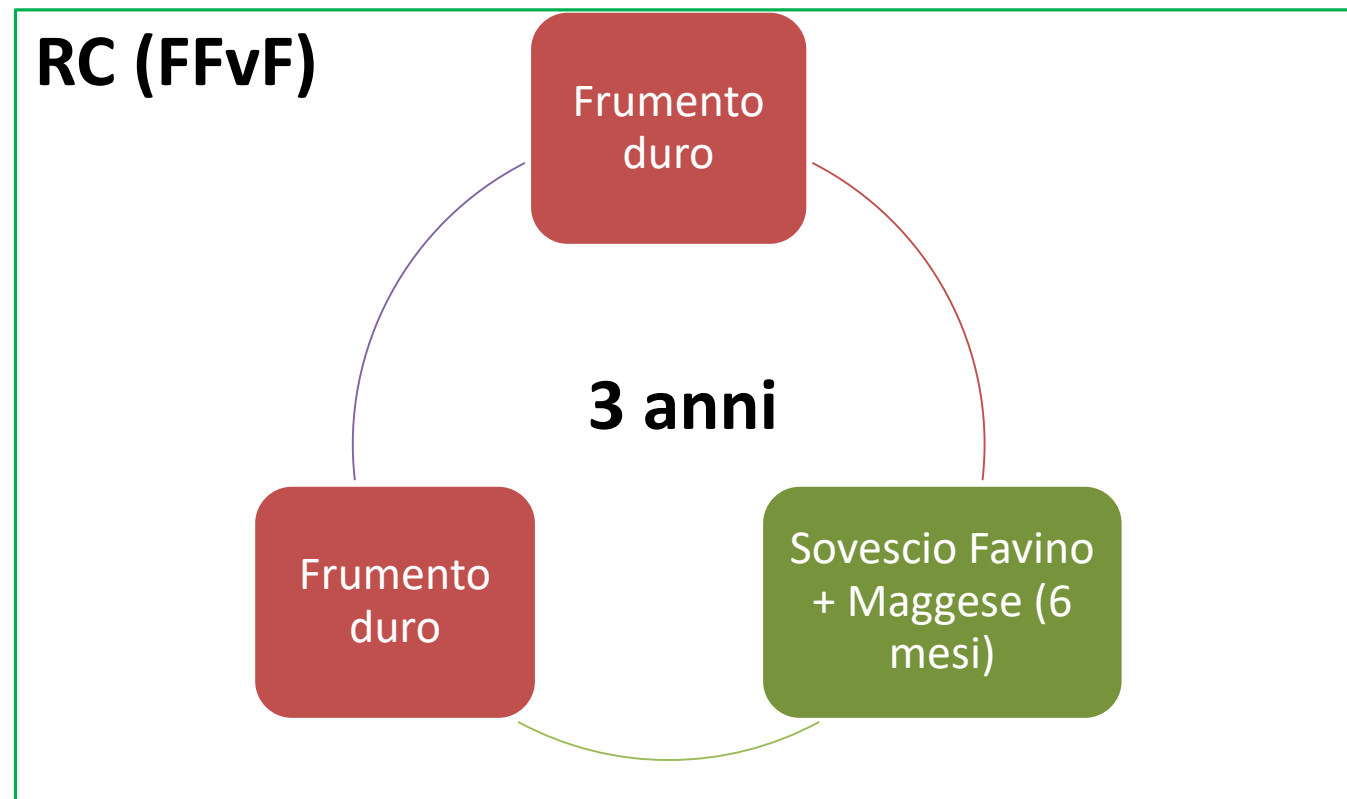 RC (FFvF)
Frumento
duro
3 anni
Frumento
duro
Sovescio Favino
+ Maggese (6
mesi)